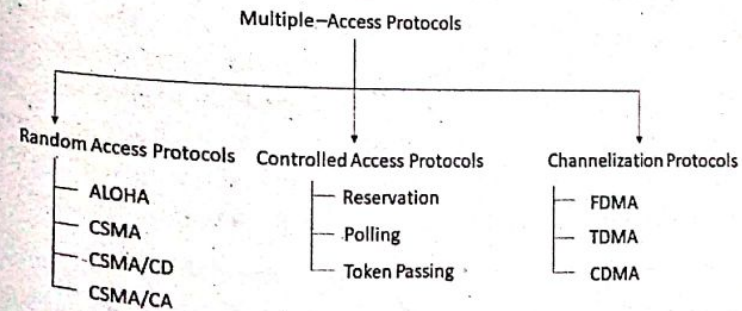 Multiple–Access Protocols
Random Access Protocols
ALOHA
CSMA
CSMA/CD
CSMA/CA
Controlled Access Protocols
Reservation
Polling
Token Passing
Channelization Protocols
FDMA
TDMA
CDMA